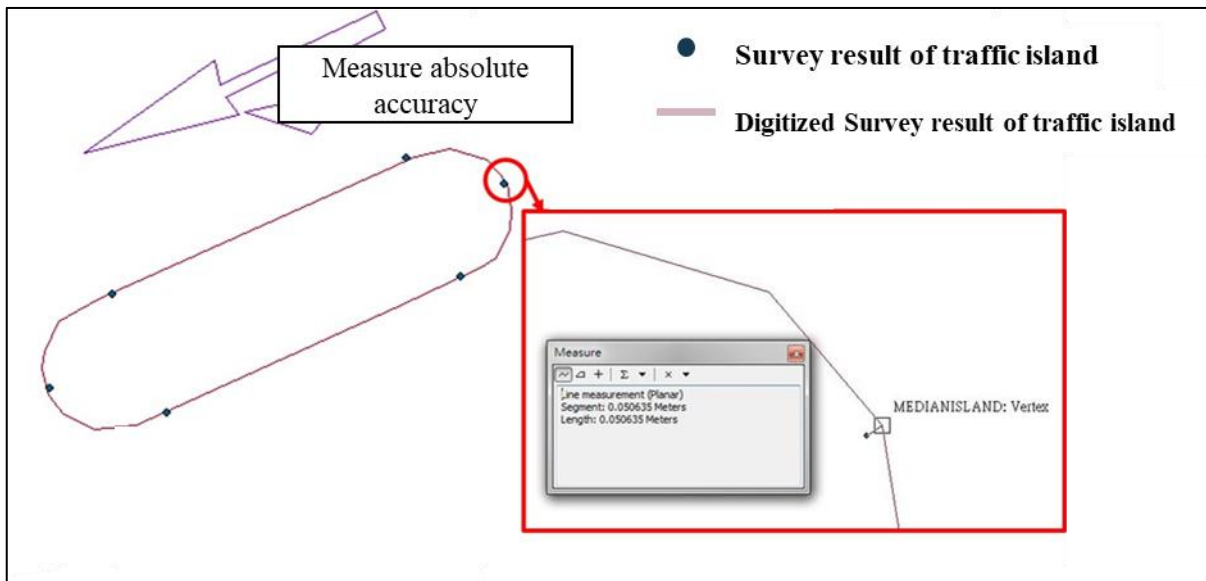 Measure absolute
accuracy
Survey result of traffic island
Digitized Survey result of traffic island
Measure
Line measurement (Planar)
Segment: 0.050635 Meters
Length: 0.050635 Meters
MEDIANISLAND: Vertex